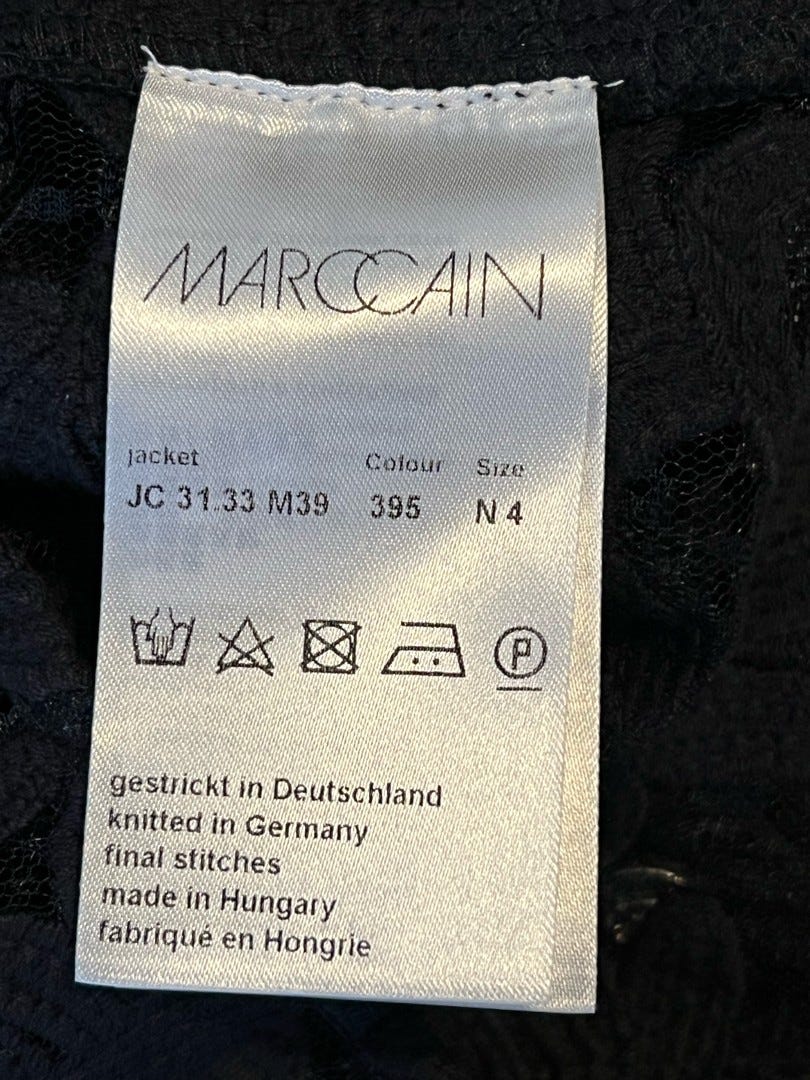 MARCCAIN
jacket Colour Size
JC 31.33 M39 395 N 4
P
gestrickt in Deutschland
knitted in Germany
final stitches
made in Hungary
fabriqué en Hongrie